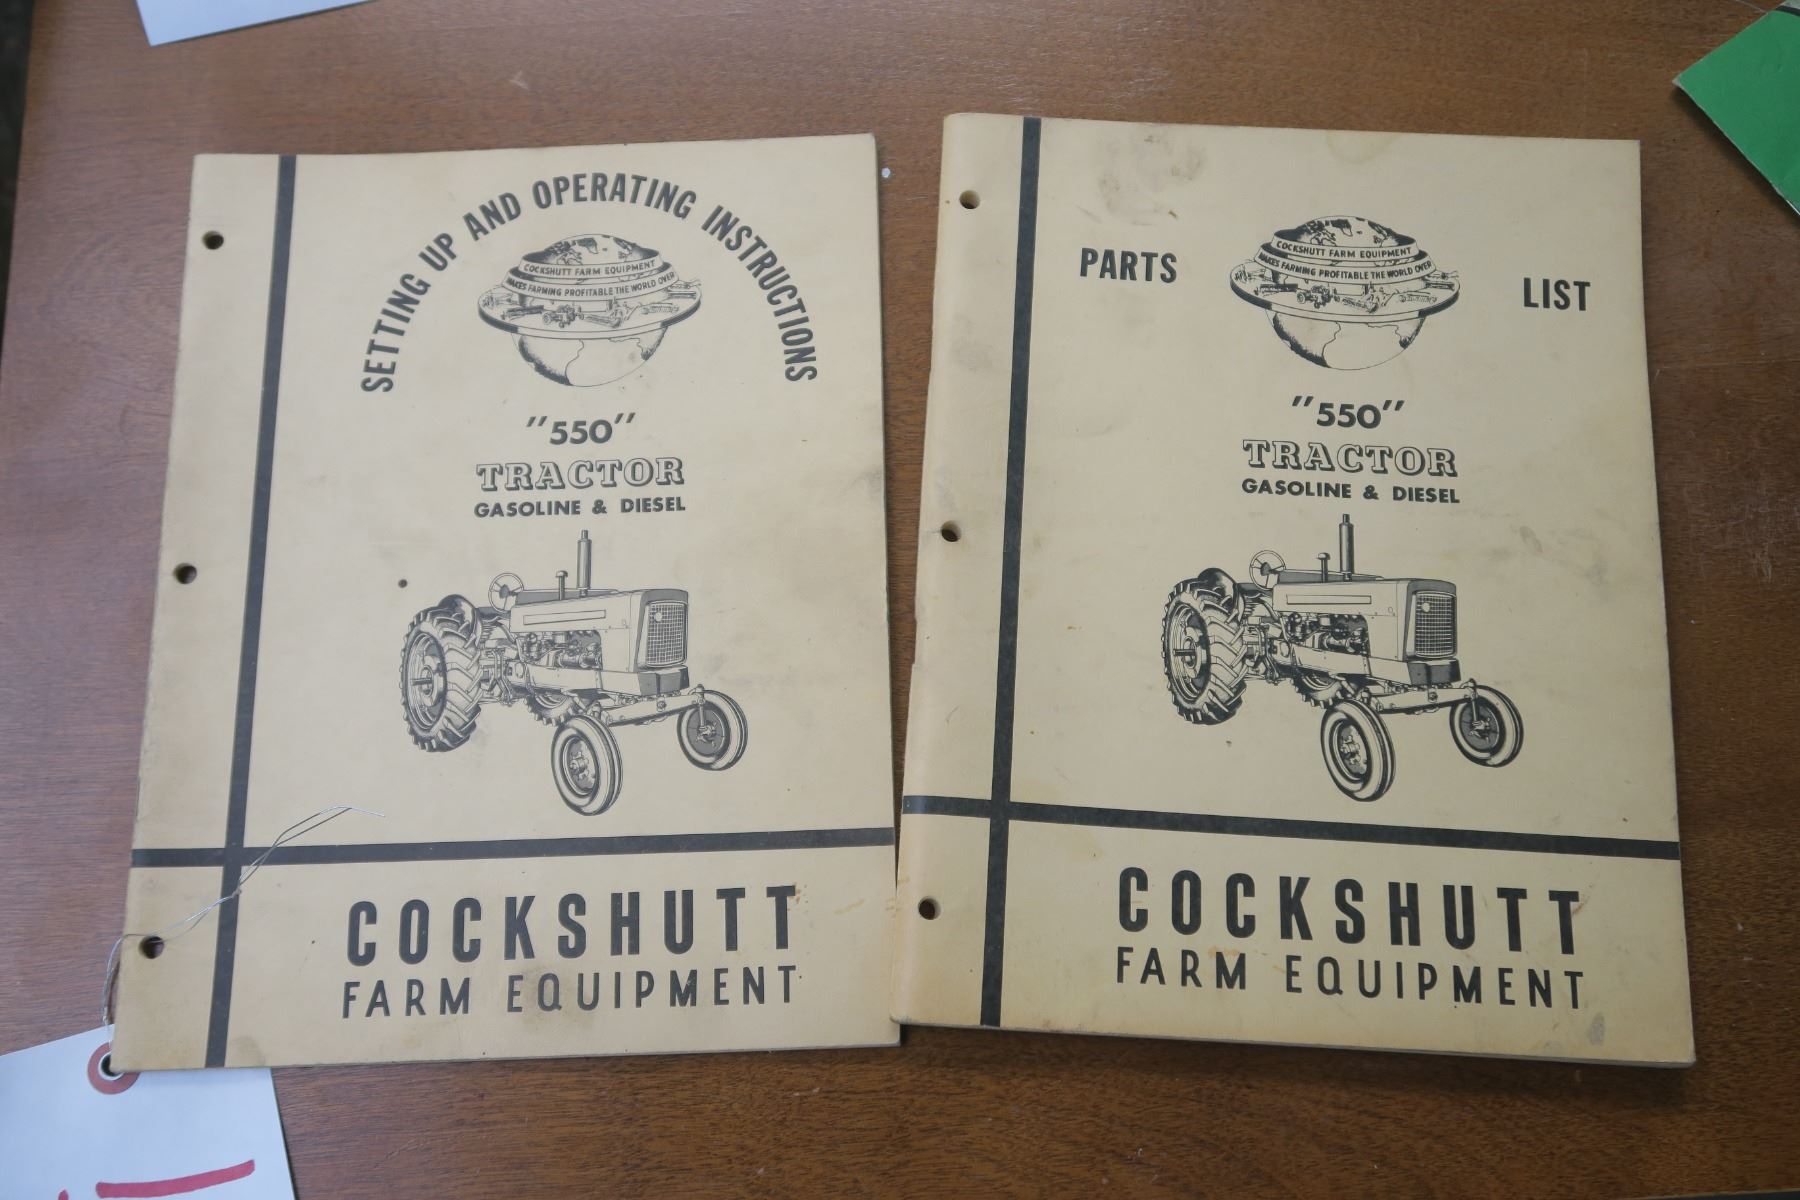 SETTING UP AND OPERATING INSTRUCTIONS
COCKSHUTT FARM EQUIPMENT
MAKES FARMING PROFITABLE THE WORLD OVER
"550"
TRACTOR
GASOLINE & DIESEL
COCKSHUTT
FARM EQUIPMENT
PARTS LIST
COCKSHUTT FARM EQUIPMENT
MAKES FARMING PROFITABLE THE WORLD OVER
"550"
TRACTOR
GASOLINE & DIESEL
COCKSHUTT
FARM EQUIPMENT